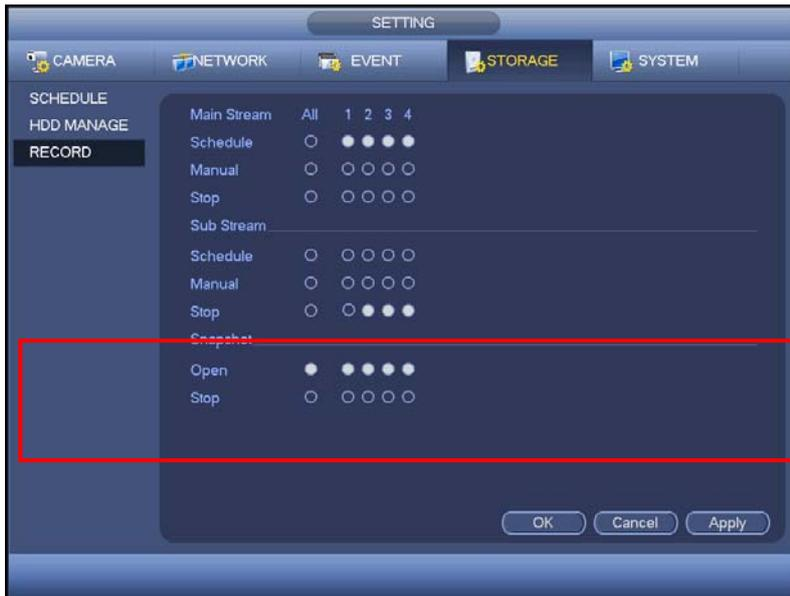 SETTING
CAMERA NETWORK EVENT STORAGE SYSTEM
SCHEDULE
HDD MANAGE
RECORD
Main Stream All 1 2 3 4
Schedule
Manual
Stop
Sub Stream
Schedule
Manual
Stop
Snapshot
Open
Stop
OK Cancel Apply